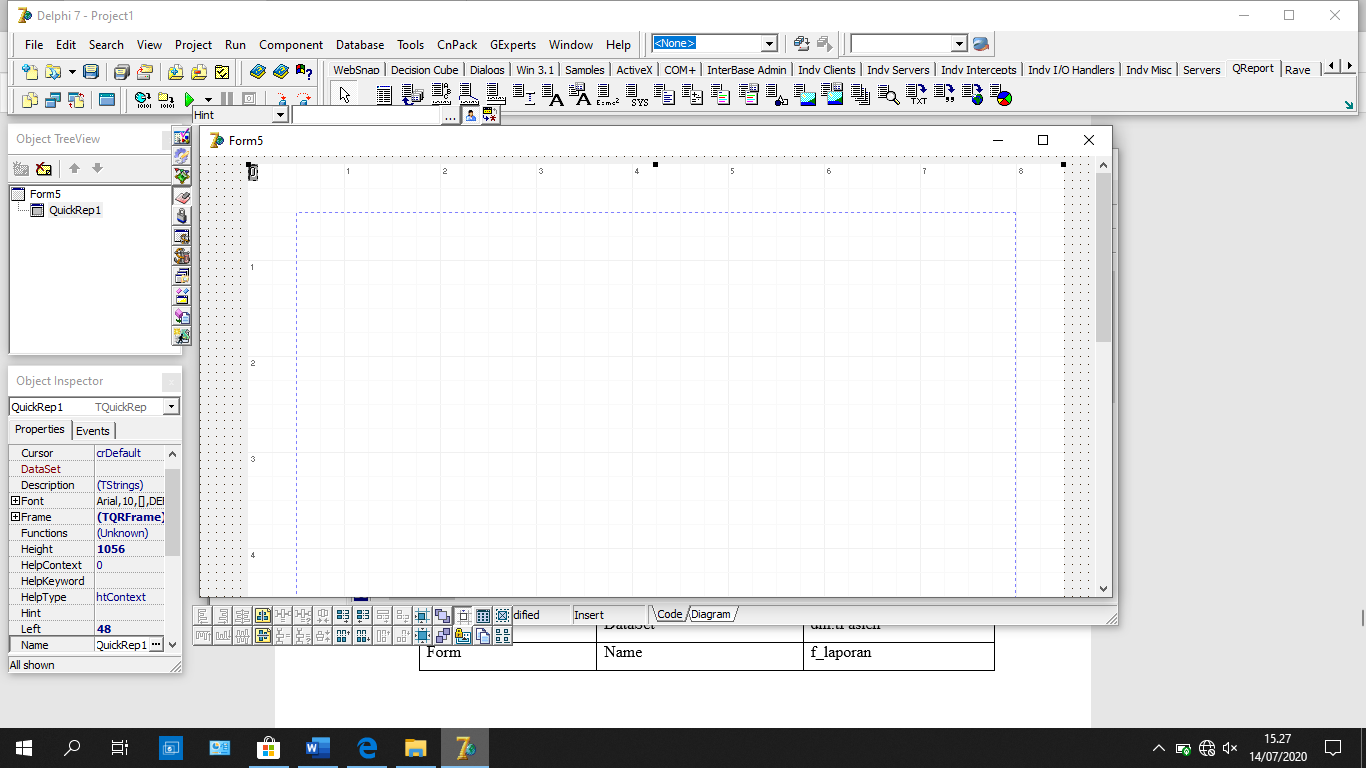 Delphi 7 - Project1
File Edit Search View Project Run Component Database Tools CnPack GExperts Window Help <None>
WebSnap Decision Cube Dialogs Win 3.1 Samples ActiveX COM+ InterBase Admin Indy Clients Indy Servers Indy Intercepts Indy I/O Handlers Indy Misc Servers QReport Rave
Hint
Object TreeView
Form5
QuickRep1
Form5
0 1 2 3 4 5 6 7 8
1
2
3
4
Object Inspector
QuickRep1 TQuickRep
Properties Events
Cursor crDefault
DataSet
Description (TStrings)
Font Arial,10,[],DEF
Frame (TQRFrame)
Functions (Unknown)
Height 1056
HelpContext 0
HelpKeyword
HelpType htContext
Hint
Left 48
Name QuickRep1
All shown
dified Insert Code Diagram
Form Name f_laporan
15.27
14/07/2020